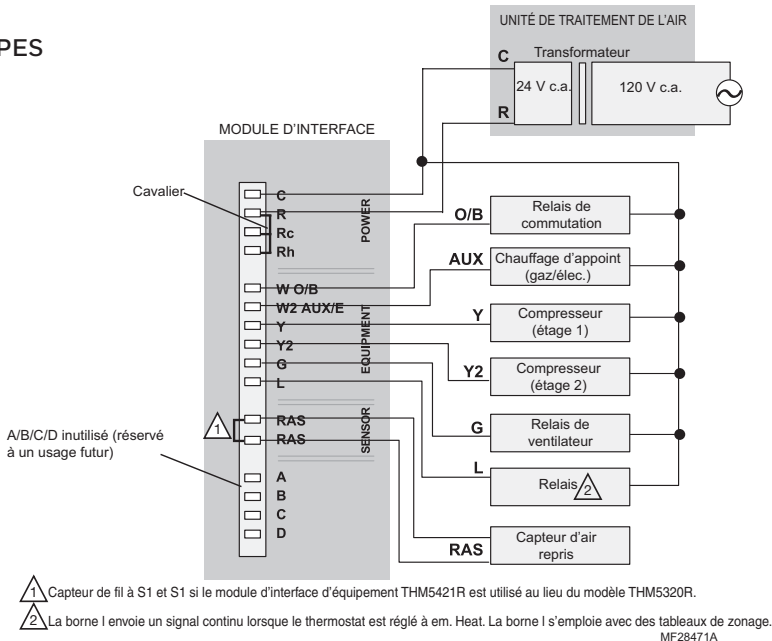 PES
UNITÉ DE TRAITEMENT DE L'AIR
C
Transformateur
24 V c.a.
120 V c.a.
R
MODULE D'INTERFACE
Cavalier
C
R
Rc
Rh
POWER
W O/B
W2 AUX/E
Y
Y2
G
L
EQUIPMENT
RAS
RAS
SENSOR
1
A
B
C
D
A/B/C/D inutilisé (réservé
à un usage futur)
O/B
Relais de
commutation
AUX
Chauffage d'appoint
(gaz/élec.)
Y
Compresseur
(étage 1)
Y2
Compresseur
(étage 2)
G
Relais de
ventilateur
L
Relais 2
RAS
Capteur d'air
repris
1 Capteur de fil à S1 et S1 si le module d'interface d'équipement THM5421R est utilisé au lieu du modèle THM5320R.
2 La borne l envoie un signal continu lorsque le thermostat est réglé à em. Heat. La borne l s'emploie avec des tableaux de zonage.
MF28471A